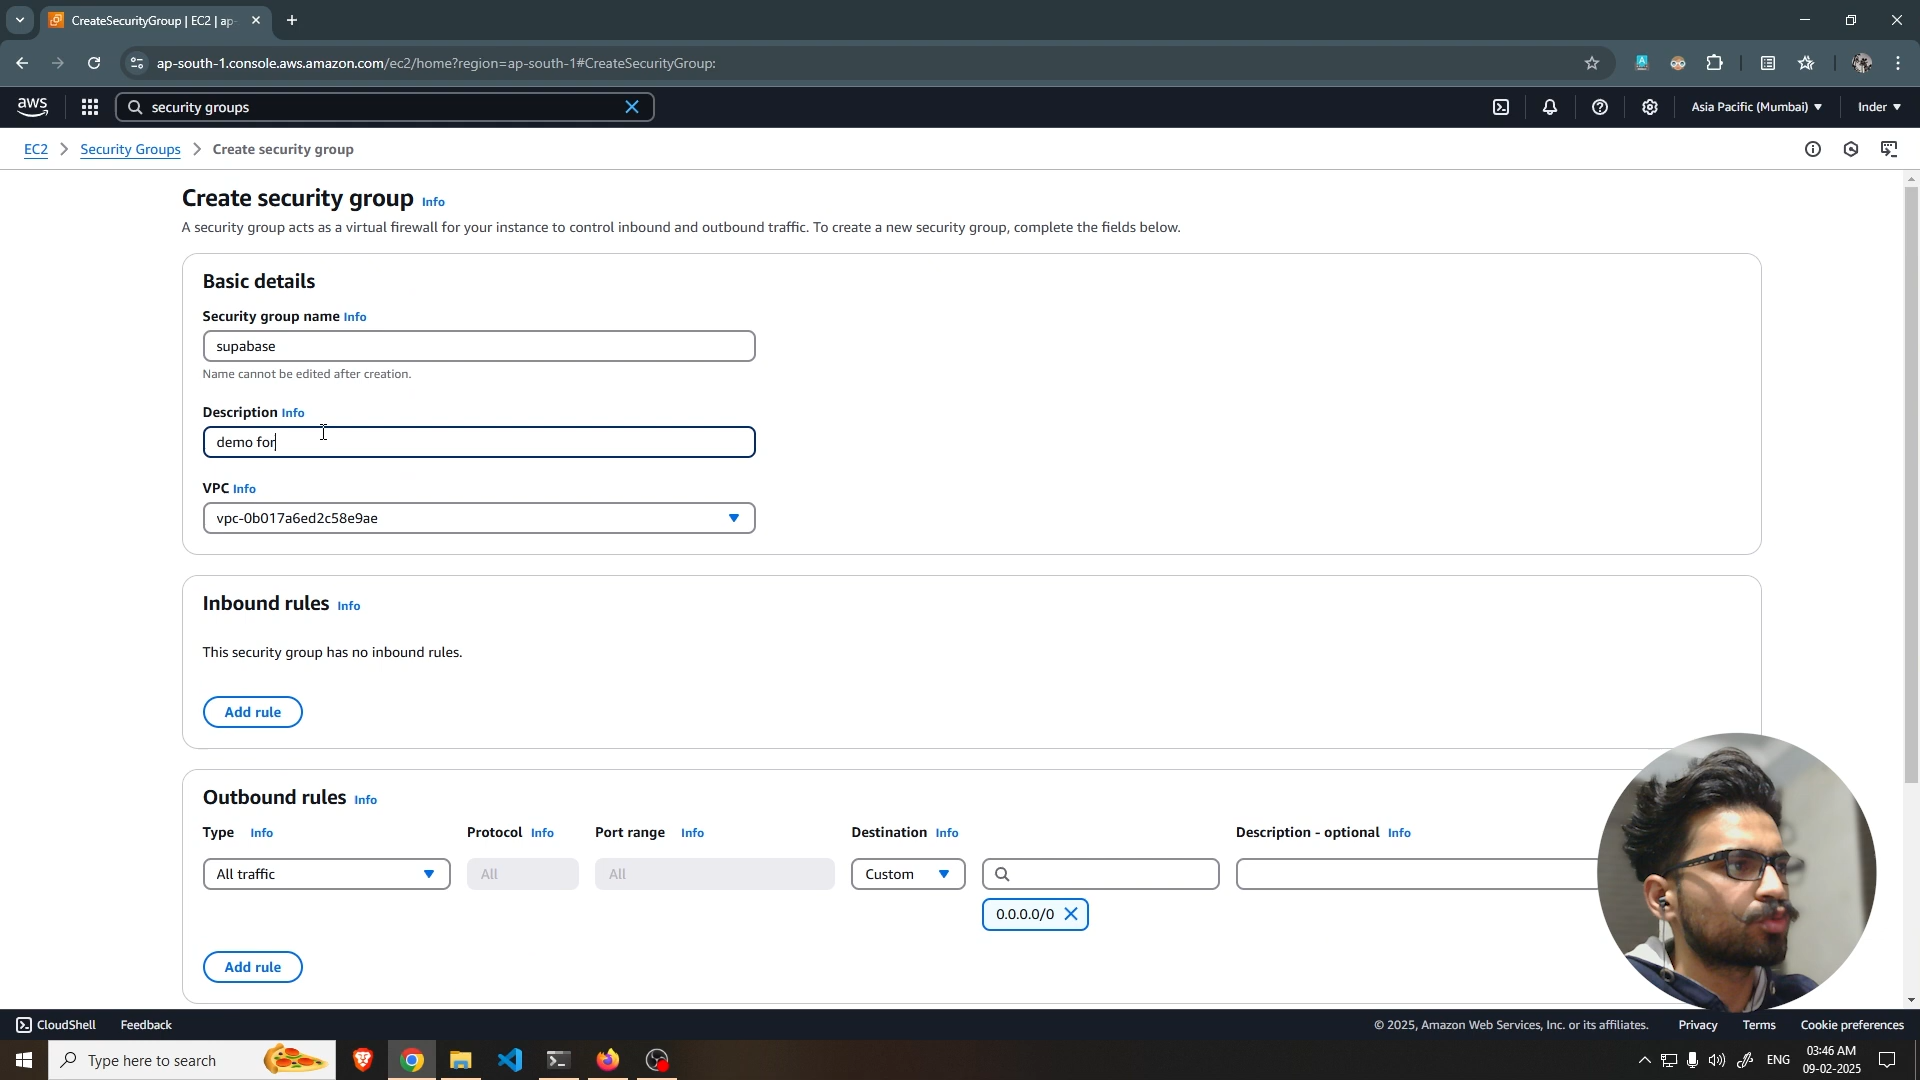 CreateSecurityGroup | EC2 | ap-
ap-south-1.console.aws.amazon.com/ec2/home?region=ap-south-1#CreateSecurityGroup:
aws
security groups
Asia Pacific (Mumbai)
Inder
EC2 > Security Groups > Create security group
Create security group Info
A security group acts as a virtual firewall for your instance to control inbound and outbound traffic. To create a new security group, complete the fields below.
Basic details
Security group name Info
supabase
Name cannot be edited after creation.
Description Info
demo for
VPC Info
vpc-0b017a6ed2c58e9ae
Inbound rules Info
This security group has no inbound rules.
Add rule
Outbound rules Info
Type Info Protocol Info Port range Info Destination Info Description - optional Info
All traffic All All Custom
0.0.0.0/0
Add rule
CloudShell Feedback © 2025, Amazon Web Services, Inc. or its affiliates. Privacy Terms Cookie preferences
Type here to search
ENG
03:46 AM
09-02-2025